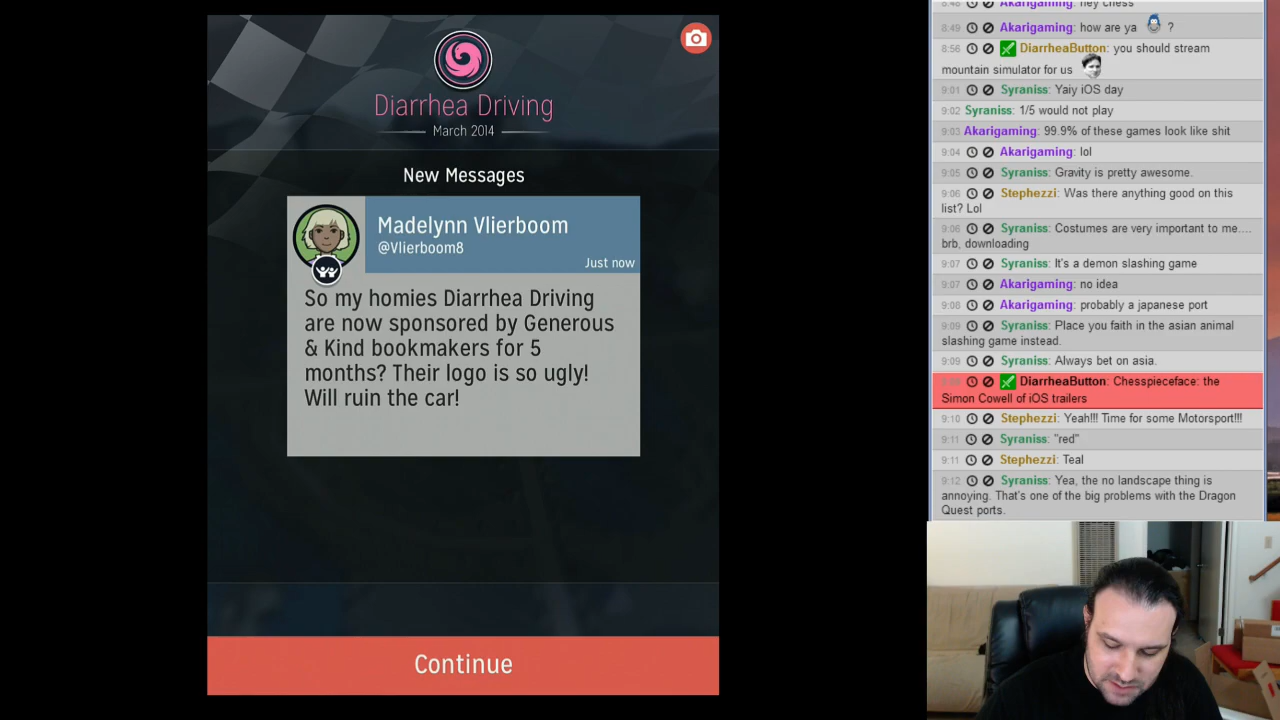 Diarrhea Driving
March 2014
New Messages
Madelynn Vlierboom
@Vlierboom8
Just now
So my homies Diarrhea Driving
are now sponsored by Generous
& Kind bookmakers for 5
months? Their logo is so ugly!
Will ruin the car!
Continue
8:48 Akarigaming: hey chess
8:49 Akarigaming: how are ya ?
8:56 DiarrheaButton: you should stream
mountain simulator for us
9:01 Syraniss: Yaiy iOS day
9:02 Syraniss: 1/5 would not play
9:03 Akarigaming: 99.9% of these games look like shit
9:04 Akarigaming: lol
9:05 Syraniss: Gravity is pretty awesome.
9:06 Stephezzi: Was there anything good on this
list? Lol
9:06 Syraniss: Costumes are very important to me....
brb, downloading
9:07 Syraniss: It's a demon slashing game
9:07 Akarigaming: no idea
9:08 Akarigaming: probably a japanese port
9:09 Syraniss: Place you faith in the asian animal
slashing game instead.
9:09 Syraniss: Always bet on asia.
DiarrheaButton: Chesspieceface: the
Simon Cowell of iOS trailers
9:10 Stephezzi: Yeah!!! Time for some Motorsport!!!
9:11 Syraniss: "red"
9:11 Stephezzi: Teal
9:12 Syraniss: Yea, the no landscape thing is
annoying. That's one of the big problems with the Dragon
Quest ports.